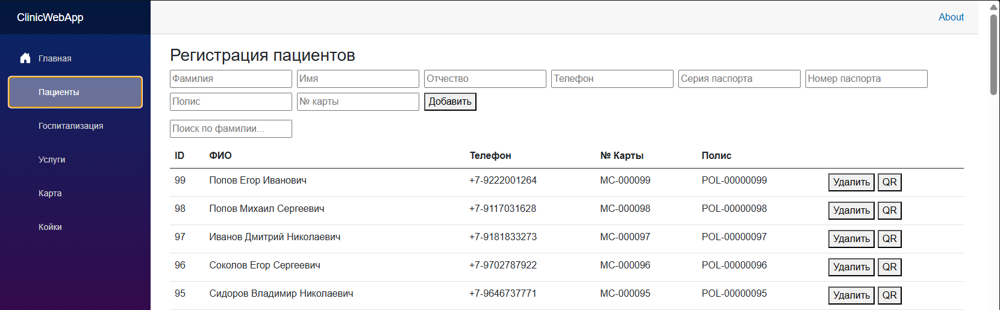 ClinicWebApp
About
Главная
Пациенты
Госпитализация
Услуги
Карта
Койки
Регистрация пациентов
Фамилия Имя Отчество Телефон Серия паспорта Номер паспорта
Полис № карты Добавить
Поиск по фамилии...
ID ФИО Телефон № Карты Полис
99 Попов Егор Иванович +7-9222001264 MC-000099 POL-00000099 Удалить QR
98 Попов Михаил Сергеевич +7-9117031628 MC-000098 POL-00000098 Удалить QR
97 Иванов Дмитрий Николаевич +7-9181833273 MC-000097 POL-00000097 Удалить QR
96 Соколов Егор Сергеевич +7-9702787922 MC-000096 POL-00000096 Удалить QR
95 Сидоров Владимир Николаевич +7-9646737771 MC-000095 POL-00000095 Удалить QR